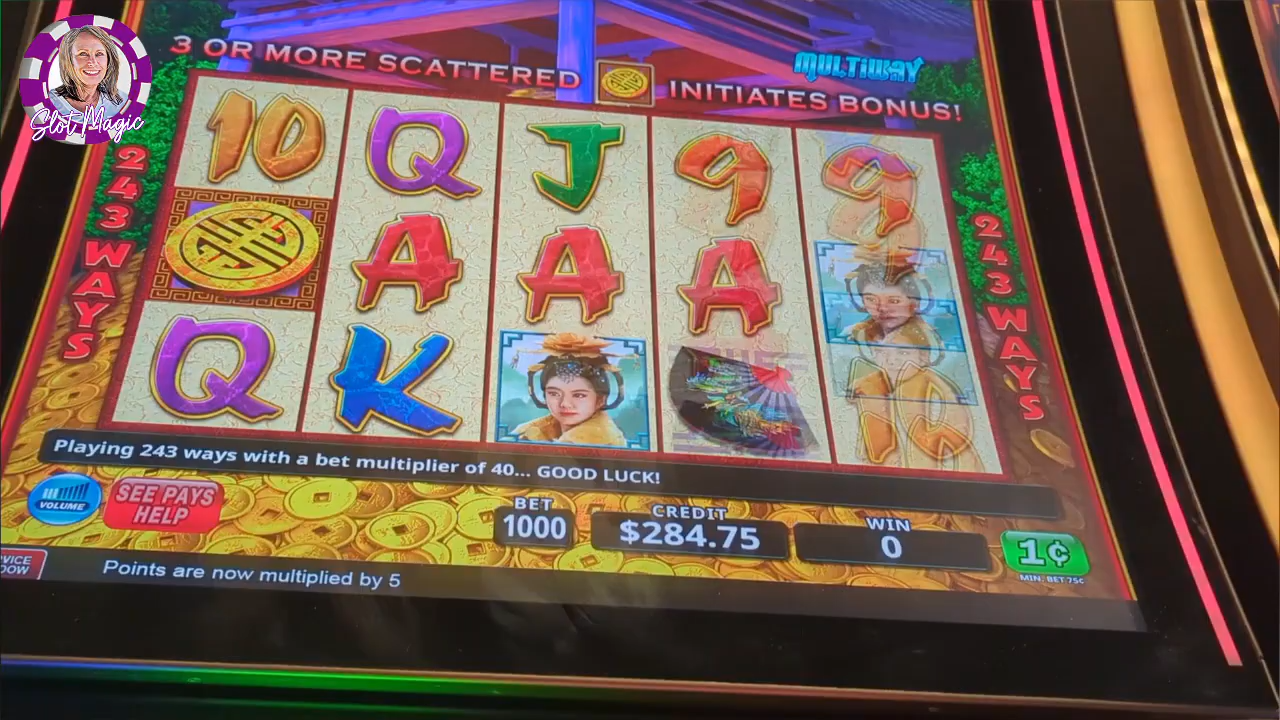 Slot Magic
3 OR MORE SCATTERED INITIATES BONUS!
MULTIWAY
243 WAYS
243 WAYS
10 Q J 9 9
A A A
Q K 10
Playing 243 ways with a bet multiplier of 40... GOOD LUCK!
VOLUME
SEE PAYS
HELP
BET
1000
CREDIT
$284.75
WIN
0
1¢
MIN. BET 75¢
Points are now multiplied by 5